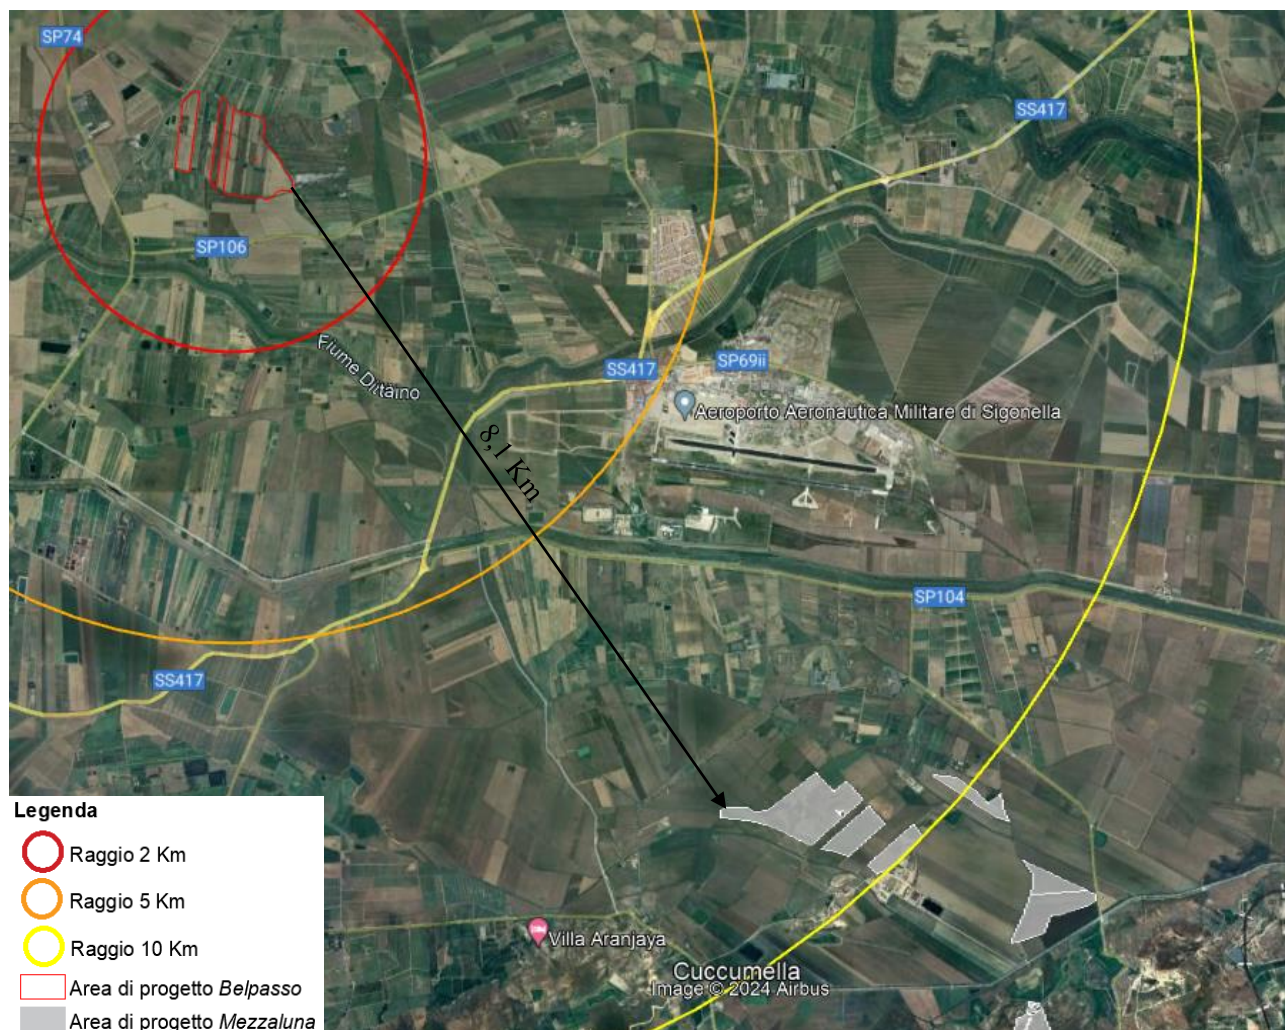 SP74
SS417
SP106
Fiume Dittaino
SS417
SP69ii
Aeroporto Aeronautica Militare di Sigonella
8,1 Km
SP104
SS417
Legenda
Raggio 2 Km
Raggio 5 Km
Raggio 10 Km
Area di progetto Belpasso
Area di progetto Mezzaluna
Villa Aranjaya
Cuccumella
Image © 2024 Airbus